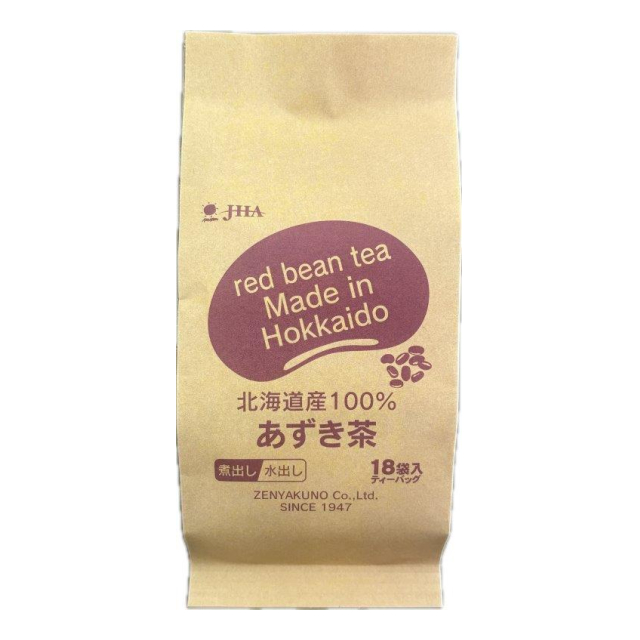 JHA
red bean tea
Made in
Hokkaido
北海道産100%
あずき茶
煮出し 水出し
18袋入
ティーバッグ
ZENYAKUNO Co.,Ltd.
SINCE 1947